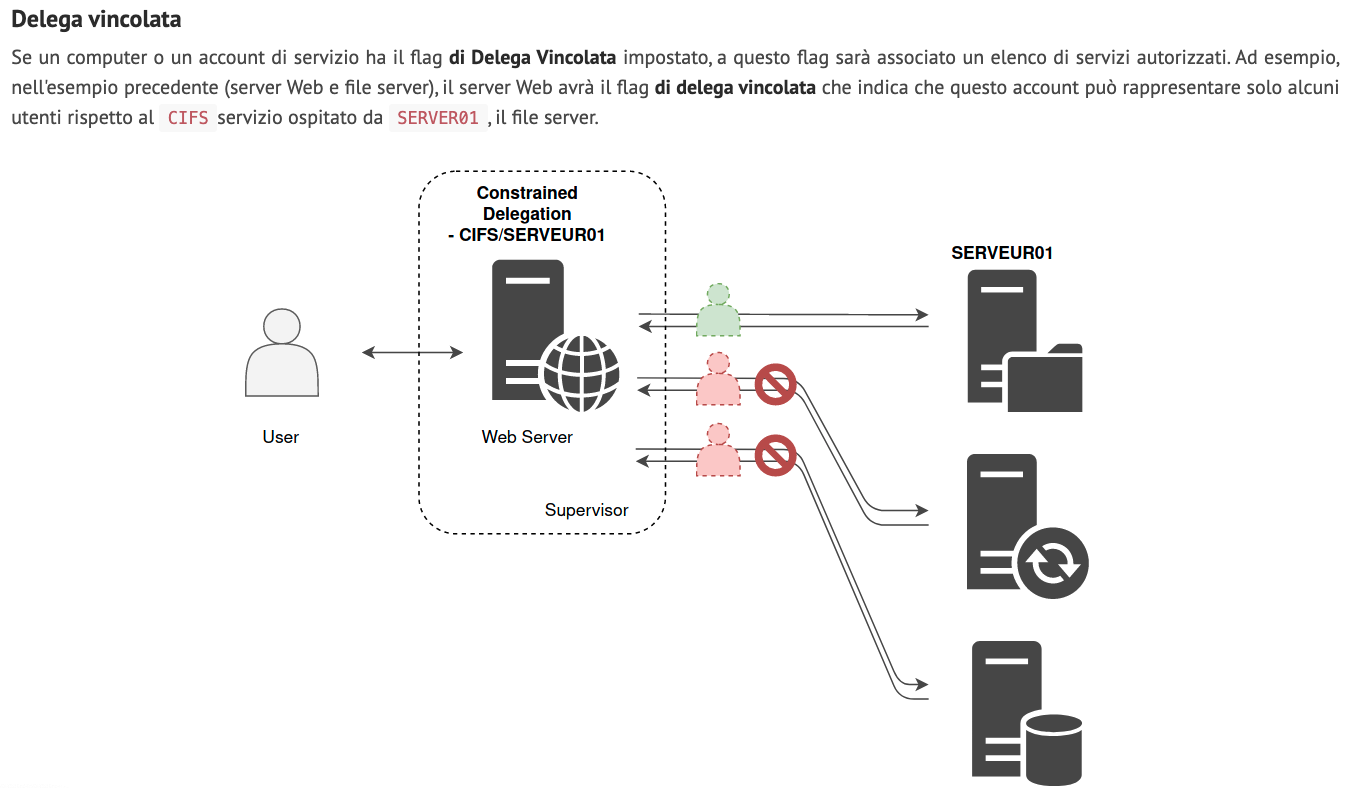 Delega vincolata
Se un computer o un account di servizio ha il flag di Delega Vincolata impostato, a questo flag sarà associato un elenco di servizi autorizzati. Ad esempio,
nell'esempio precedente (server Web e file server), il server Web avrà il flag di delega vincolata che indica che questo account può rappresentare solo alcuni
utenti rispetto al CIFS servizio ospitato da SERVER01 , il file server.
Constrained
Delegation
- CIFS/SERVEUR01
SERVEUR01
User
Web Server
Supervisor